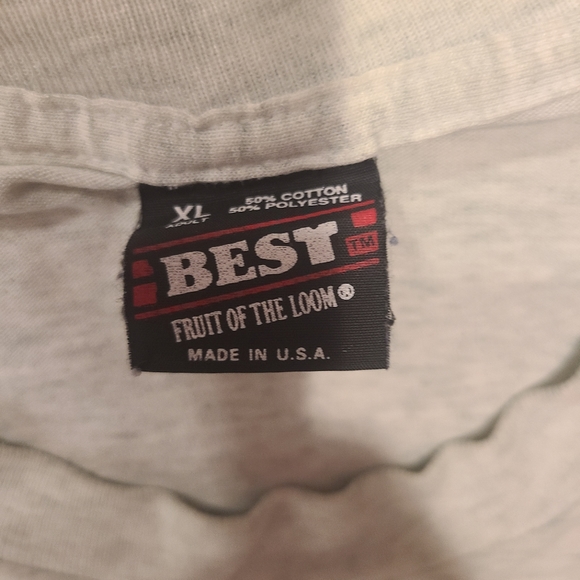 XL
ADULT
50% COTTON
50% POLYESTER
BEST TM
FRUIT OF THE LOOM®
MADE IN U.S.A.